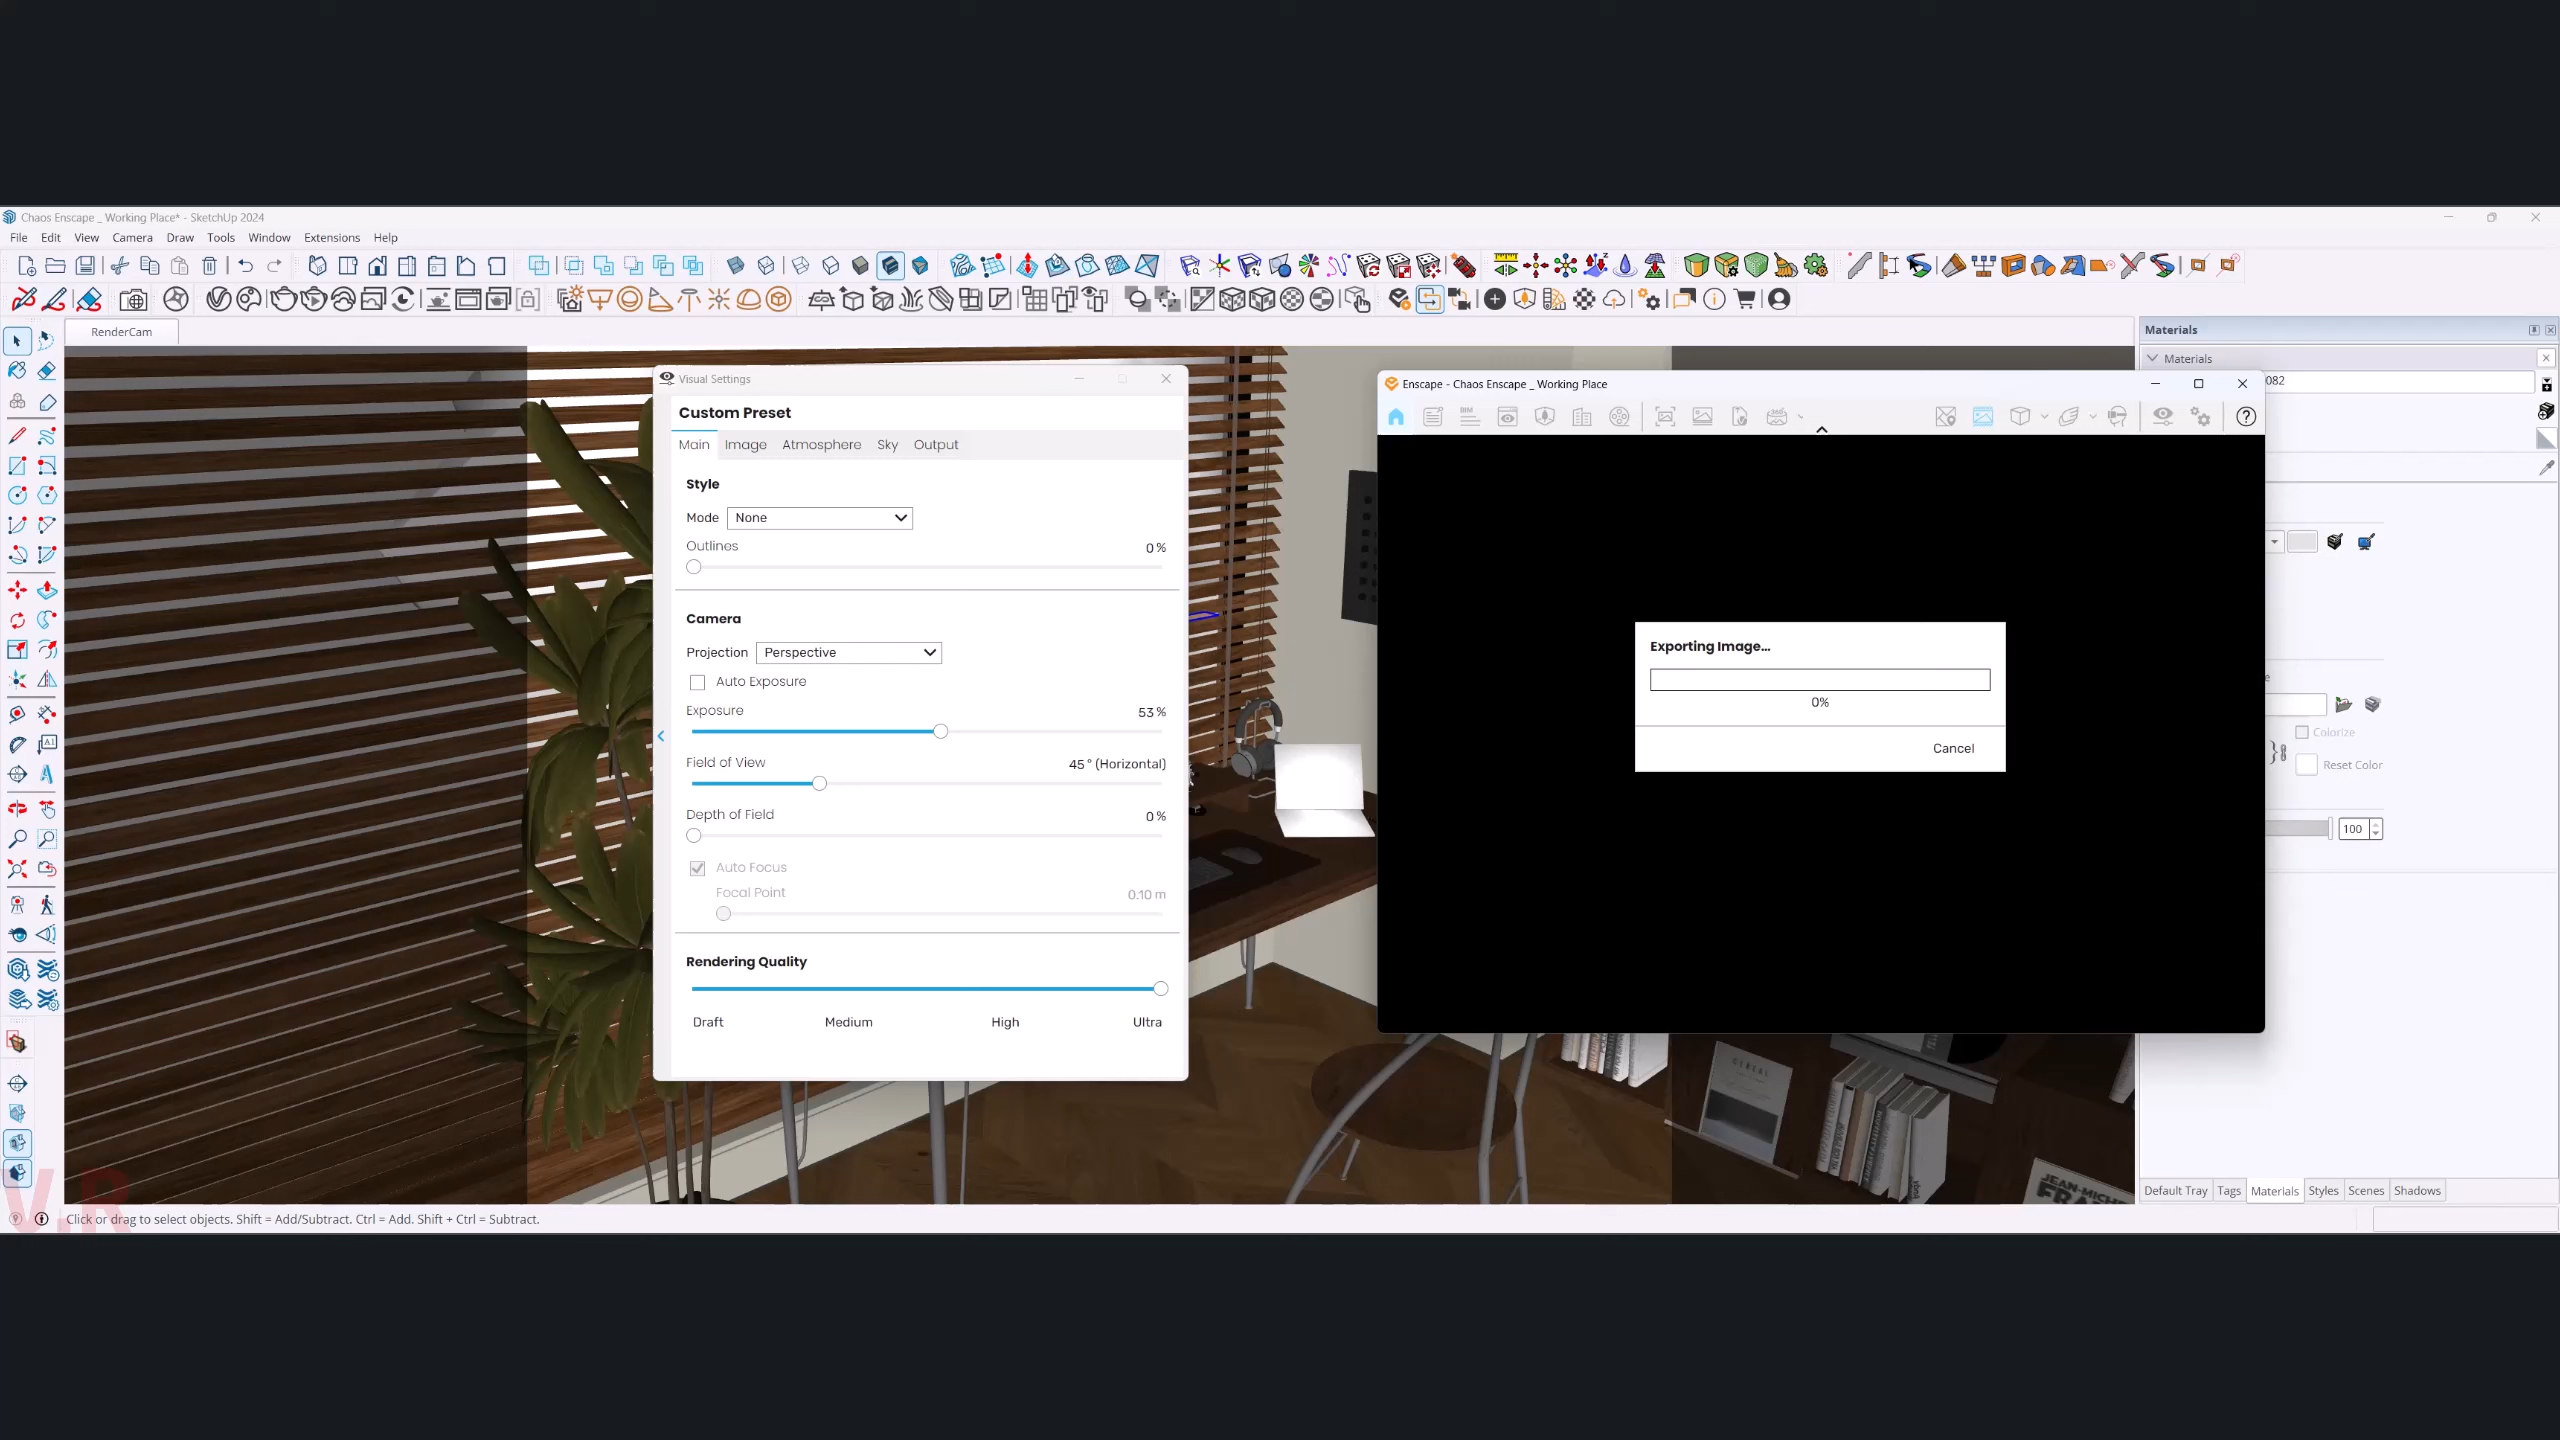 Chaos Enscape _ Working Place* - SketchUp 2024
File Edit View Camera Draw Tools Window Extensions Help
RenderCam
Visual Settings
Custom Preset
Main Image Atmosphere Sky Output
Style
Mode None
Outlines 0 %
Camera
Projection Perspective
Auto Exposure
Exposure 53 %
Field of View 45 ° (Horizontal)
Depth of Field 0 %
Auto Focus
Focal Point 0.10 m
Rendering Quality
Draft Medium High Ultra
Enscape - Chaos Enscape _ Working Place
Exporting Image...
0%
Cancel
Materials
Materials
082
e
Colorize
Reset Color
100
JEAN-MICHE
Default Tray Tags Materials Styles Scenes Shadows
V.R
Click or drag to select objects. Shift = Add/Subtract. Ctrl = Add. Shift + Ctrl = Subtract.